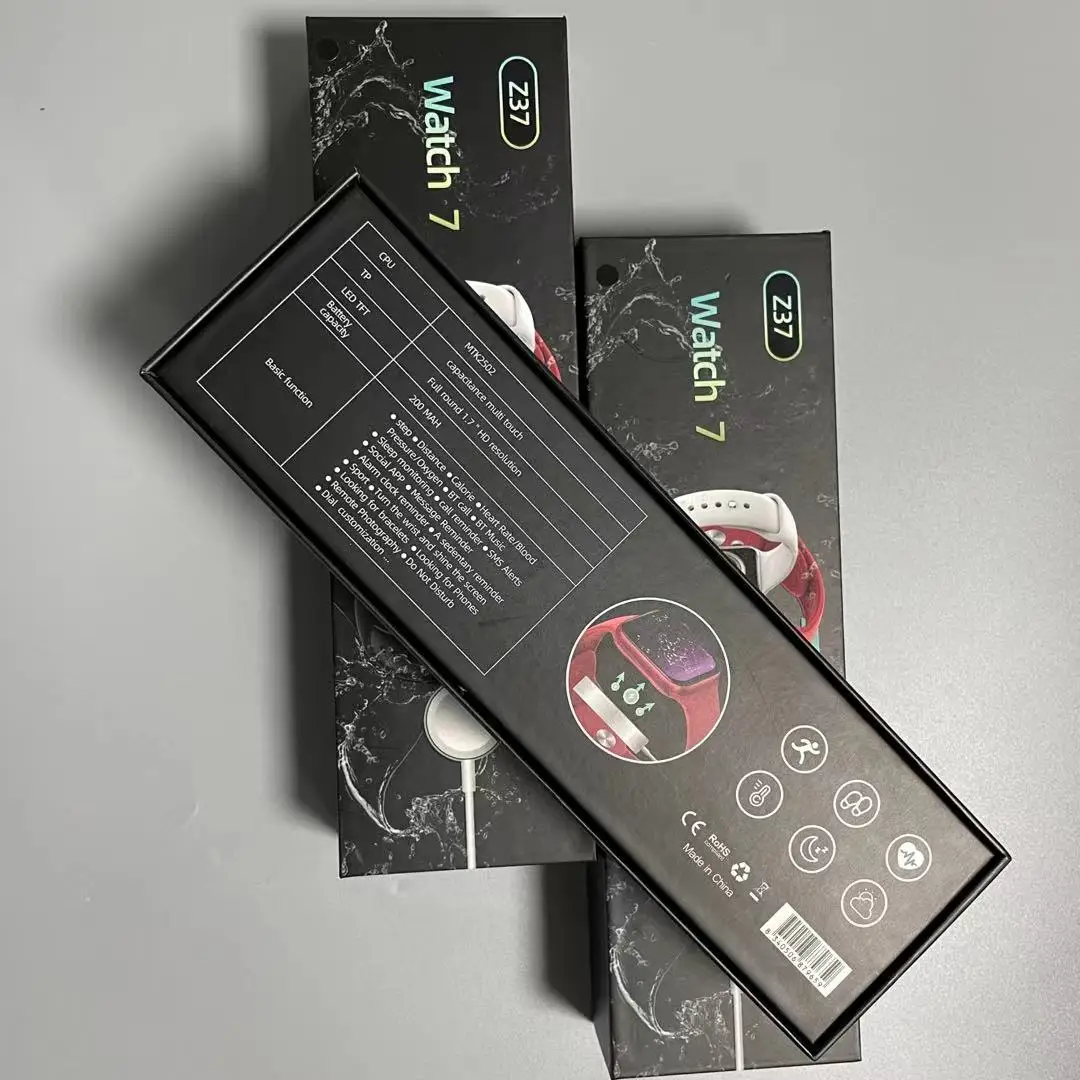 Z37
Watch 7
Z37
Watch 7
CPU
MTK2502
TP
capacitance multi touch
LED TFT
Full round 1.7" HD resolution
Battery
capacity
200 MAH
Basic function
● step ● Distance ● Calorie ● Heart Rate/Blood
Pressure/Oxygen ● BT call ● BT Music
● Sleep monitoring ● call reminder ● SMS Alerts
● Social APP ● Message Reminder
● Alarm clock reminder ● A sedentary reminder
● Sport ● Turn the wrist and shine the screen
● Looking for bracelets ● Looking for Phones
● Remote Photography ● Do Not Disturb
● Dial customization...
CE
RoHS
compliant
Made in China
8 340506 879659